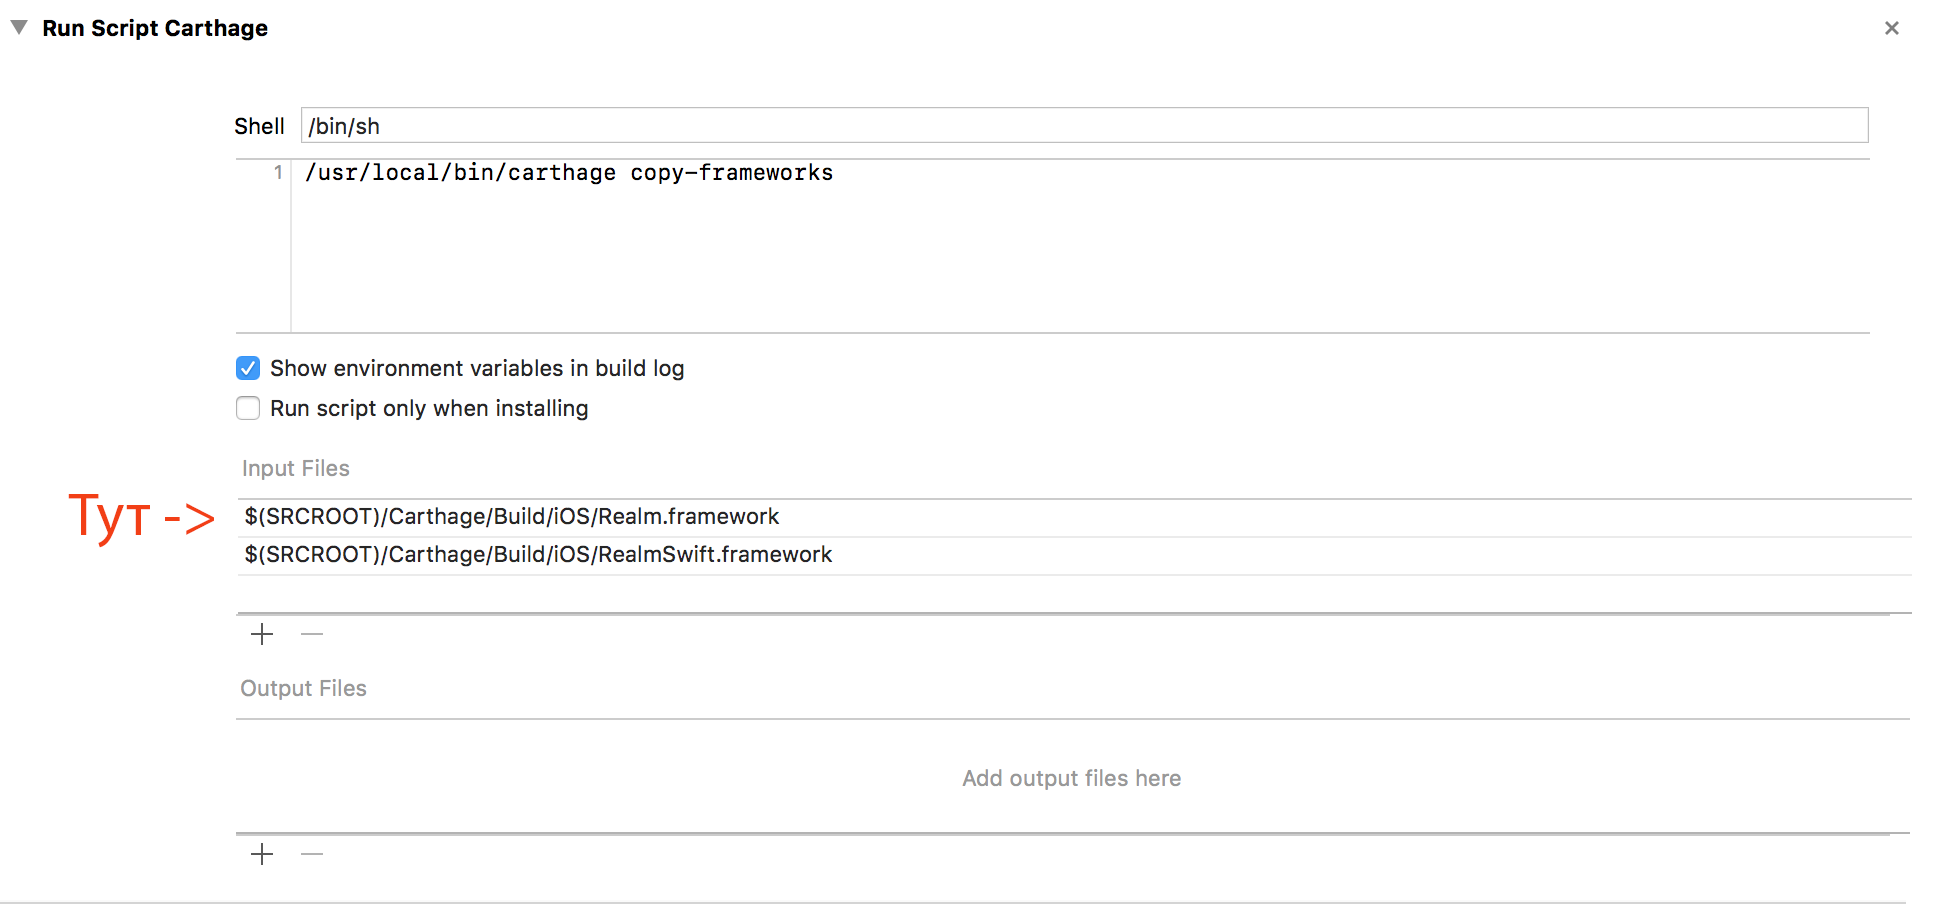 Run Script Carthage
Shell /bin/sh
1 /usr/local/bin/carthage copy-frameworks
Show environment variables in build log
Run script only when installing
Input Files
Тут -> $(SRCROOT)/Carthage/Build/iOS/Realm.framework
$(SRCROOT)/Carthage/Build/iOS/RealmSwift.framework
Output Files
Add output files here